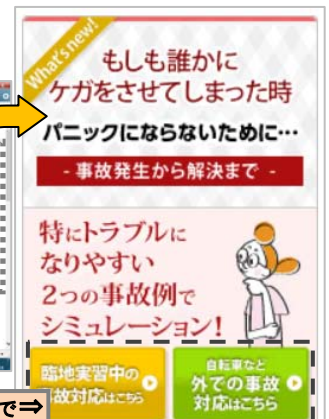 What's new!
もしも誰かに
ケガをさせてしまった時
パニックにならないために…
- 事故発生から解決まで -
特にトラブルに
なりやすい
2つの事故例で
シミュレーション!
臨地実習中の
事故対応はこちら
自転車など
外での事故
対応はこちら
で⇒